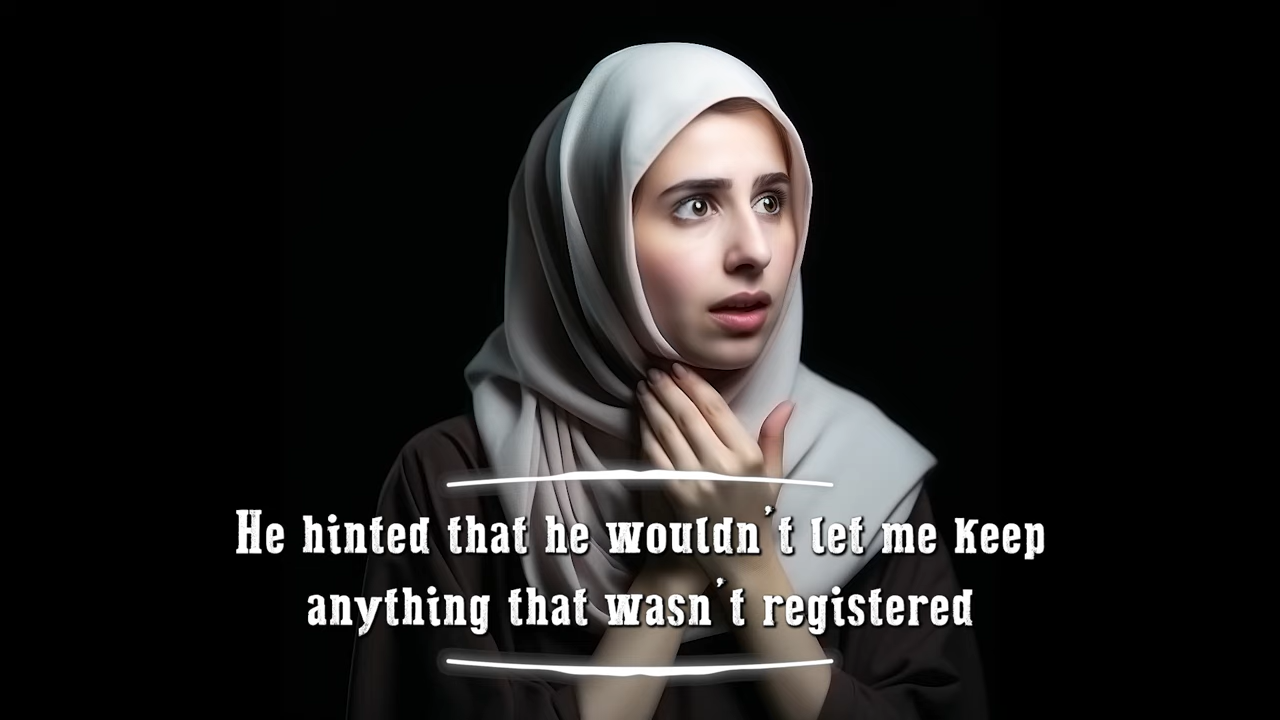 He hinted that he wouldn't let me keep
anything that wasn't registered